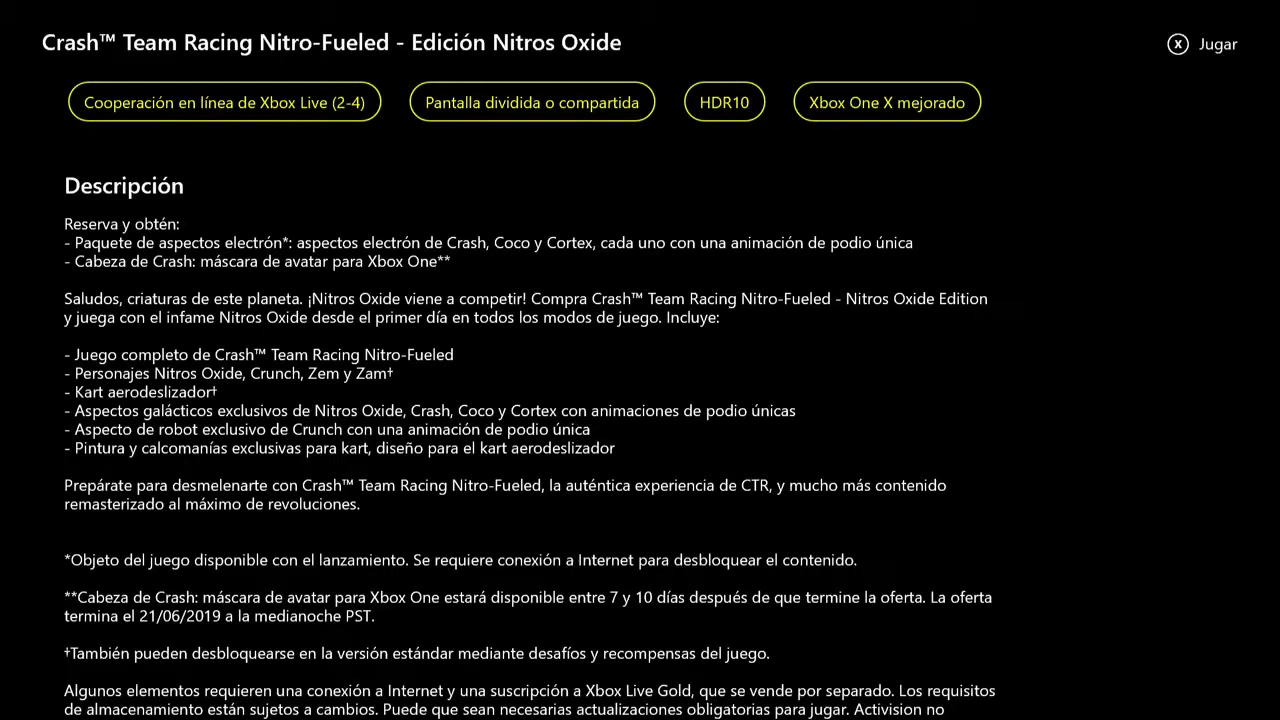 Crash™ Team Racing Nitro-Fueled - Edición Nitros Oxide
X Jugar
Cooperación en línea de Xbox Live (2-4)
Pantalla dividida o compartida
HDR10
Xbox One X mejorado
Descripción
Reserva y obtén:
- Paquete de aspectos electrón*: aspectos electrón de Crash, Coco y Cortex, cada uno con una animación de podio única
- Cabeza de Crash: máscara de avatar para Xbox One**
Saludos, criaturas de este planeta. ¡Nitros Oxide viene a competir! Compra Crash™ Team Racing Nitro-Fueled - Nitros Oxide Edition
y juega con el infame Nitros Oxide desde el primer día en todos los modos de juego. Incluye:
- Juego completo de Crash™ Team Racing Nitro-Fueled
- Personajes Nitros Oxide, Crunch, Zem y Zam†
- Kart aerodeslizador†
- Aspectos galácticos exclusivos de Nitros Oxide, Crash, Coco y Cortex con animaciones de podio únicas
- Aspecto de robot exclusivo de Crunch con una animación de podio única
- Pintura y calcomanías exclusivas para kart, diseño para el kart aerodeslizador
Prepárate para desmelenarte con Crash™ Team Racing Nitro-Fueled, la auténtica experiencia de CTR, y mucho más contenido
remasterizado al máximo de revoluciones.
*Objeto del juego disponible con el lanzamiento. Se requiere conexión a Internet para desbloquear el contenido.
**Cabeza de Crash: máscara de avatar para Xbox One estará disponible entre 7 y 10 días después de que termine la oferta. La oferta
termina el 21/06/2019 a la medianoche PST.
†También pueden desbloquearse en la versión estándar mediante desafíos y recompensas del juego.
Algunos elementos requieren una conexión a Internet y una suscripción a Xbox Live Gold, que se vende por separado. Los requisitos
de almacenamiento están sujetos a cambios. Puede que sean necesarias actualizaciones obligatorias para jugar. Activision no